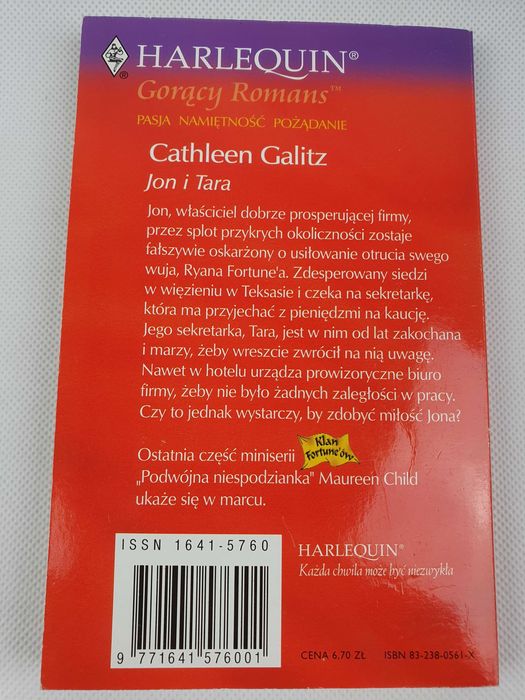 HARLEQUIN®
Gorący Romans™
PASJA NAMIĘTNOŚĆ POŻĄDANIE
Cathleen Galitz
Jon i Tara
Jon, właściciel dobrze prosperującej firmy,
przez splot przykrych okoliczności zostaje
fałszywie oskarżony o usiłowanie otrucia swego
wuja, Ryana Fortune'a. Zdesperowany siedzi
w więzieniu w Teksasie i czeka na sekretarkę,
która ma przyjechać z pieniędzmi na kaucję.
Jego sekretarka, Tara, jest w nim od lat zakochana
i marzy, żeby wreszcie zwrócił na nią uwagę.
Nawet w hotelu urządza prowizoryczne biuro
firmy, żeby nie było żadnych zaległości w pracy.
Czy to jednak wystarczy, by zdobyć miłość Jona?
Ostatnia część miniserii Klan Fortune'ów
„Podwójna niespodzianka" Maureen Child
ukaże się w marcu.
ISSN 1641-5760
9 771641 576001
HARLEQUIN®
Każda chwila może być niezwykła
CENA 6,70 ZŁ ISBN 83-238-0561-X